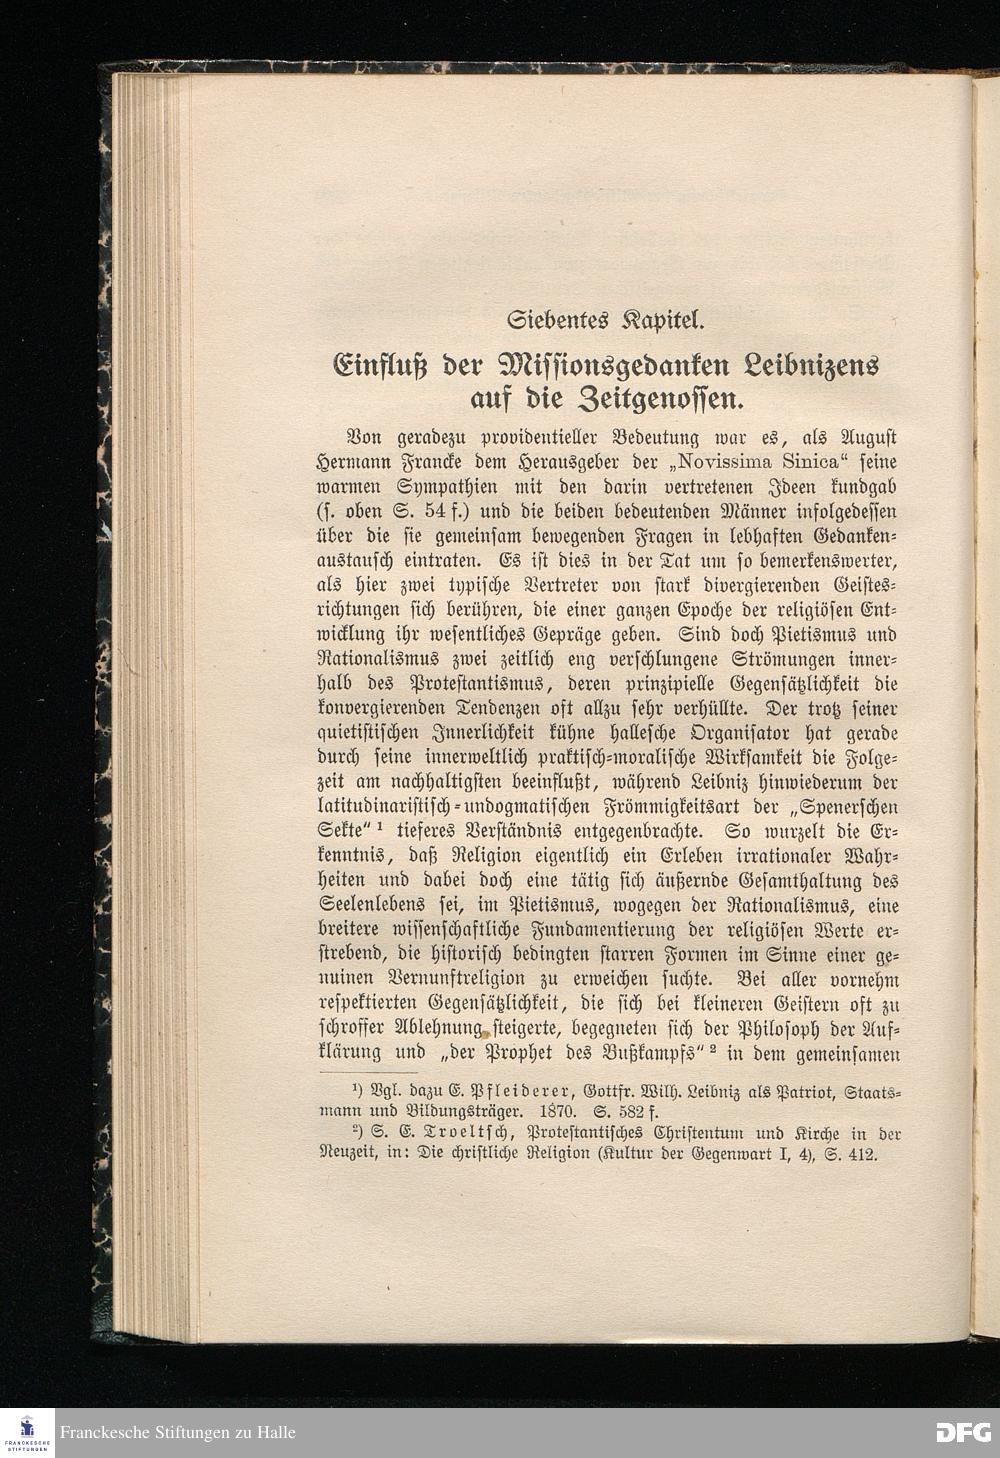 Siebentes Kapitel.
Einfluß der Missionsgedanken Leibnizens
auf die Zeitgenossen.
Von geradezu providentieller Bedeutung war es, als August
Hermann Francke dem Herausgeber der „Novissima Sinica“ seine
warmen Sympathien mit den darin vertretenen Ideen kundgab
(s. oben S. 54 f.) und die beiden bedeutenden Männer infolgedessen
über die sie gemeinsam bewegenden Fragen in lebhaften Gedanken-
austausch eintraten. Es ist dies in der Tat um so bemerkenswerter,
als hier zwei typische Vertreter von stark divergierenden Geistes-
richtungen sich berühren, die einer ganzen Epoche der religiösen Ent-
wicklung ihr wesentliches Gepräge geben. Sind doch Pietismus und
Rationalismus zwei zeitlich eng verschlungene Strömungen inner-
halb des Protestantismus, deren prinzipielle Gegensätzlichkeit die
konvergierenden Tendenzen oft allzu sehr verhüllte. Der trotz seiner
quietistischen Innerlichkeit kühne hallesche Organisator hat gerade
durch seine innerweltlich praktisch-moralische Wirksamkeit die Folge-
zeit am nachhaltigsten beeinflußt, während Leibniz hinwiederum der
latitudinaristisch-undogmatischen Frömmigkeitsart der „Spenerschen
Sekte“ ¹ tieferes Verständnis entgegenbrachte. So wurzelt die Er-
kenntnis, daß Religion eigentlich ein Erleben irrationaler Wahr-
heiten und dabei doch eine tätig sich äußernde Gesamthaltung des
Seelenlebens sei, im Pietismus, wogegen der Rationalismus, eine
breitere wissenschaftliche Fundamentierung der religiösen Werte er-
strebend, die historisch bedingten starren Formen im Sinne einer ge-
nuinen Vernunftreligion zu erweichen suchte. Bei aller vornehm
respektierten Gegensätzlichkeit, die sich bei kleineren Geistern oft zu
schroffer Ablehnung steigerte, begegneten sich der Philosoph der Auf-
klärung und „der Prophet des Bußkampfs“ ² in dem gemeinsamen
¹) Vgl. dazu E. Pfleiderer, Gottfr. Wilh. Leibniz als Patriot, Staats-
mann und Bildungsträger. 1870. S. 582 f.
²) S. E. Troeltsch, Protestantisches Christentum und Kirche in der
Neuzeit, in: Die christliche Religion (Kultur der Gegenwart I, 4), S. 412.
FRANCKESCHE
STIFTUNGEN
Franckesche Stiftungen zu Halle
DFG